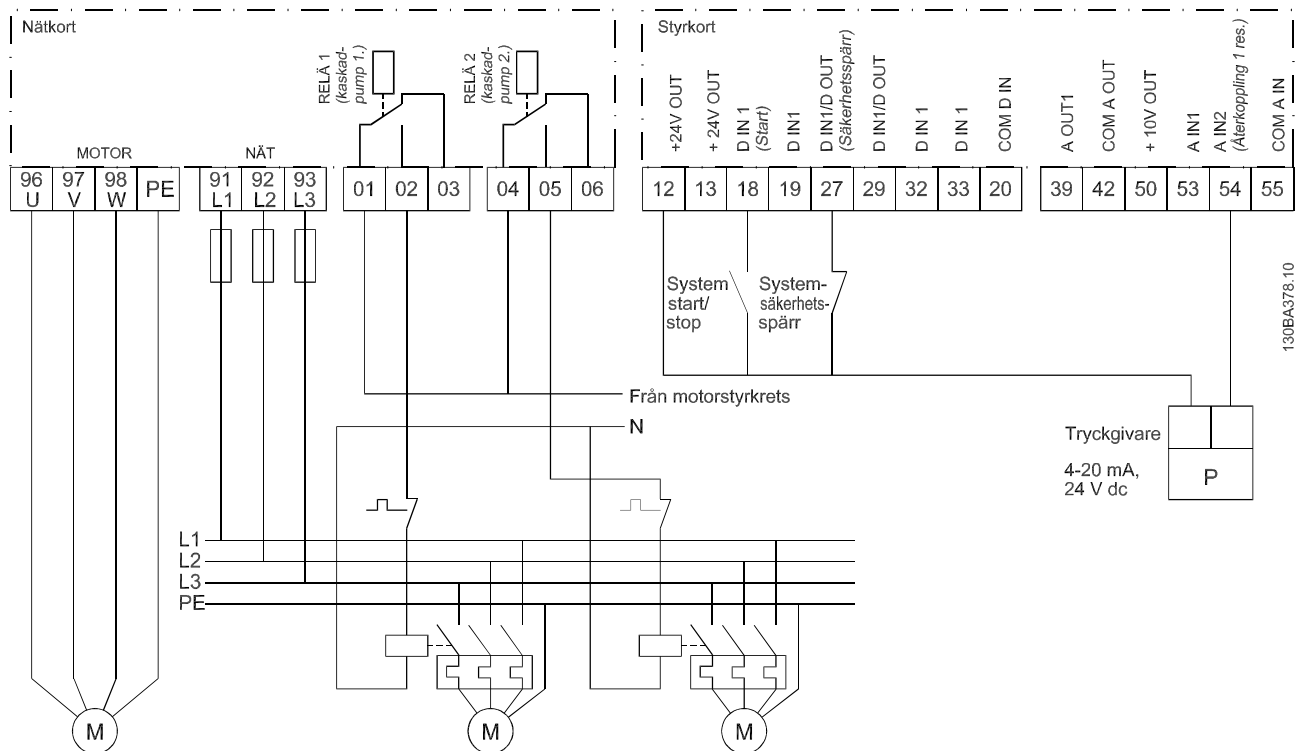 Nätkort
RELÄ 1
(kaskad-
pump 1.)
RELÄ 2
(kaskad-
pump 2.)
MOTOR
NÄT
96
U
97
V
98
W
PE
91
L1
92
L2
93
L3
01
02
03
04
05
06
Styrkort
+24V OUT
+ 24V OUT
D IN 1
(Start)
D IN1
D IN1/D OUT
(Säkerhetsspärr)
D IN1/D OUT
D IN 1
D IN 1
COM D IN
A OUT1
COM A OUT
+ 10V OUT
A IN1
A IN2
(Återkoppling 1 res.)
COM A IN
12
13
18
19
27
29
32
33
20
39
42
50
53
54
55
System
start/
stop
System-
säkerhets-
spärr
130BA378.10
Från motorstyrkrets
N
Tryckgivare
4-20 mA,
24 V dc
P
L1
L2
L3
PE
M
M
M